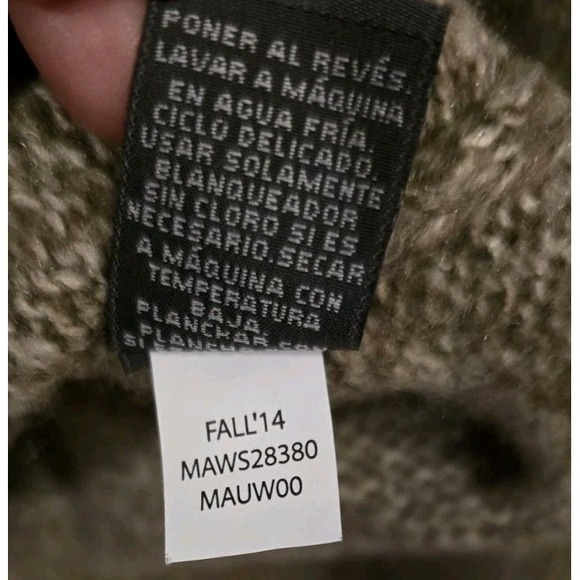 PONER AL REVÉS.
LAVAR A MÁQUINA
EN AGUA FRÍA,
CICLO DELICADO.
USAR SOLAMENTE
BLANQUEADOR
SIN CLORO SI ES
NECESARIO.SECAR
A MÁQUINA CON
TEMPERATURA
BAJA.
PLANCHAR
FALL'14
MAWS28380
MAUW00